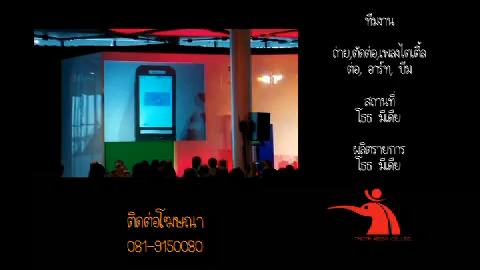 ทีมงาน
ถ่าย,ตัดต่อ,เพลงไตเติ้ล
ต่อ, อาร์ท, บีม
สถานที่
โธธ มีเดีย
ผลิตรายการ
โธธ มีเดีย
ติดต่อโฆษณา
081-9150080